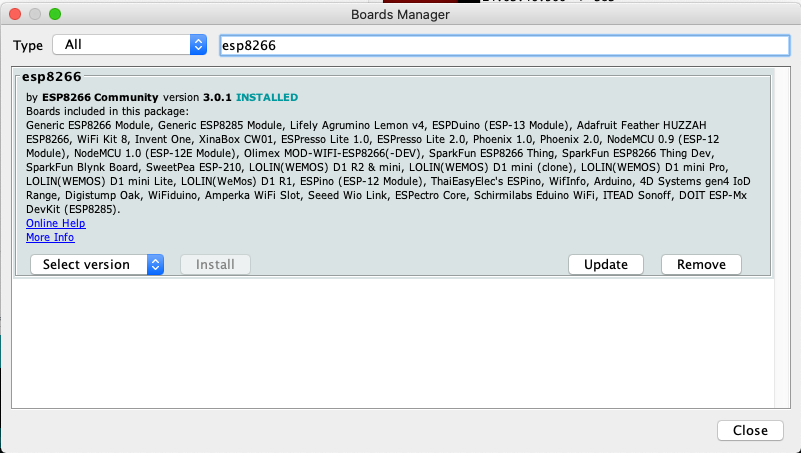 Boards Manager
Type All esp8266
esp8266
by ESP8266 Community version 3.0.1 INSTALLED
Boards included in this package:
Generic ESP8266 Module, Generic ESP8285 Module, Lifely Agrumino Lemon v4, ESPDuino (ESP-13 Module), Adafruit Feather HUZZAH
ESP8266, WiFi Kit 8, Invent One, XinaBox CW01, ESPresso Lite 1.0, ESPresso Lite 2.0, Phoenix 1.0, Phoenix 2.0, NodeMCU 0.9 (ESP-12
Module), NodeMCU 1.0 (ESP-12E Module), Olimex MOD-WIFI-ESP8266(-DEV), SparkFun ESP8266 Thing, SparkFun ESP8266 Thing Dev,
SparkFun Blynk Board, SweetPea ESP-210, LOLIN(WEMOS) D1 R2 & mini, LOLIN(WEMOS) D1 mini (clone), LOLIN(WEMOS) D1 mini Pro,
LOLIN(WEMOS) D1 mini Lite, LOLIN(WeMos) D1 R1, ESPino (ESP-12 Module), ThaiEasyElec's ESPino, WifInfo, Arduino, 4D Systems gen4 IoD
Range, Digistump Oak, WiFiduino, Amperka WiFi Slot, Seeed Wio Link, ESPectro Core, Schirmilabs Eduino WiFi, ITEAD Sonoff, DOIT ESP-Mx
DevKit (ESP8285).
Online Help
More Info
Select version Install Update Remove
Close